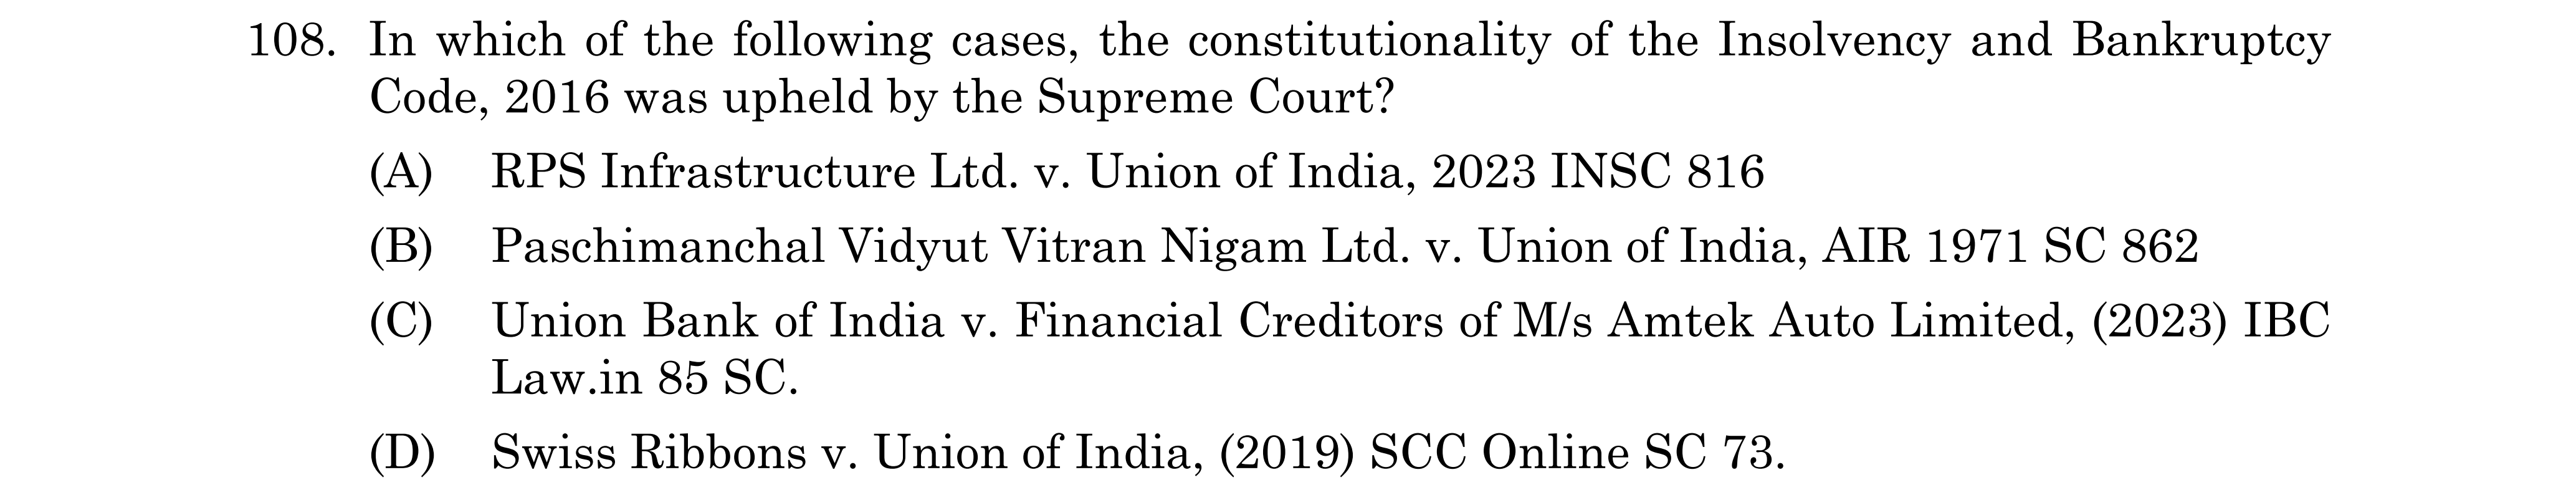 108. In which of the following cases, the constitutionality of the Insolvency and Bankruptcy
Code, 2016 was upheld by the Supreme Court?
(A) RPS Infrastructure Ltd. v. Union of India, 2023 INSC 816
(B) Paschimanchal Vidyut Vitran Nigam Ltd. v. Union of India, AIR 1971 SC 862
(C) Union Bank of India v. Financial Creditors of M/s Amtek Auto Limited, (2023) IBC
Law.in 85 SC.
(D) Swiss Ribbons v. Union of India, (2019) SCC Online SC 73.